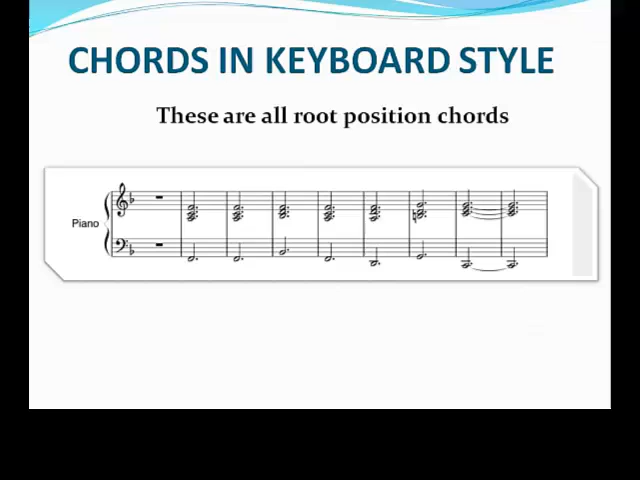 CHORDS IN KEYBOARD STYLE
These are all root position chords
Piano